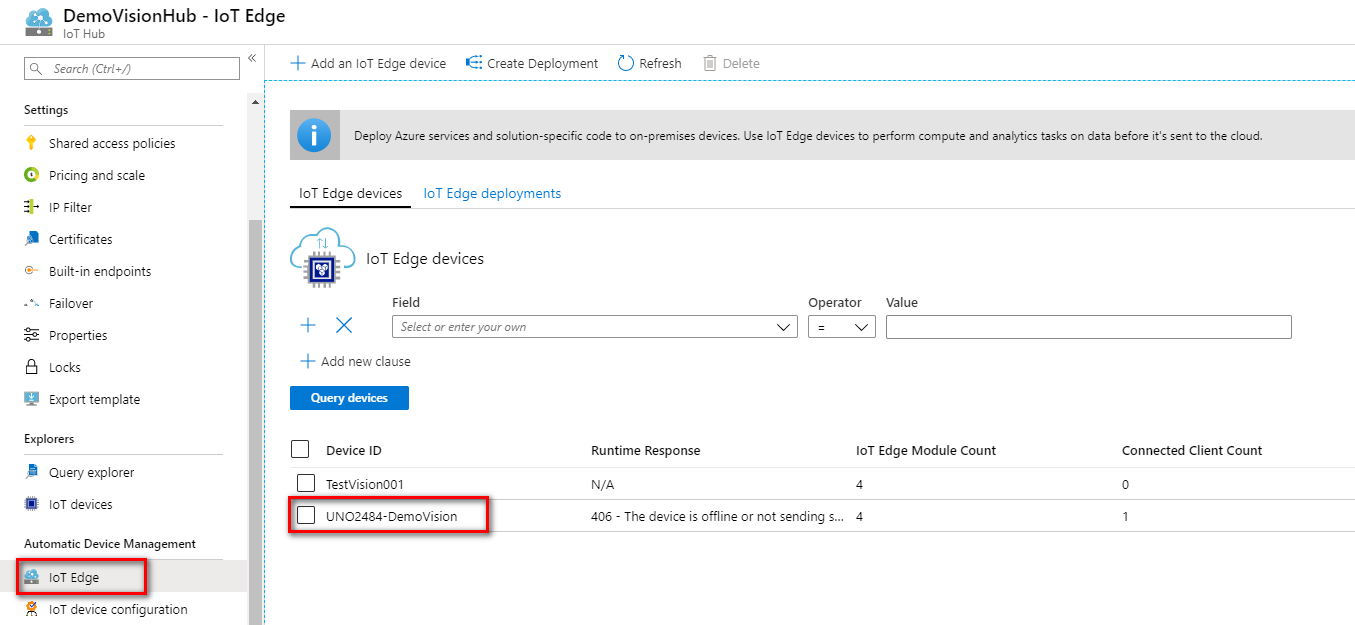 DemoVisionHub - IoT Edge
IoT Hub
Search (Ctrl+/)
«
Settings
Shared access policies
Pricing and scale
IP Filter
Certificates
Built-in endpoints
Failover
Properties
Locks
Export template
Explorers
Query explorer
IoT devices
Automatic Device Management
IoT Edge
IoT device configuration
Add an IoT Edge device
Create Deployment
Refresh
Delete
Deploy Azure services and solution-specific code to on-premises devices. Use IoT Edge devices to perform compute and analytics tasks on data before it's sent to the cloud.
IoT Edge devices
IoT Edge deployments
IoT Edge devices
Field Operator Value
Select or enter your own =
Add new clause
Query devices
Device ID Runtime Response IoT Edge Module Count Connected Client Count
TestVision001 N/A 4 0
UNO2484-DemoVision 406 - The device is offline or not sending s... 4 1